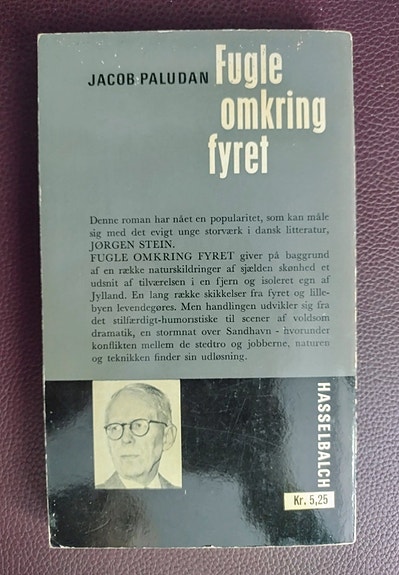 JACOB PALUDAN
Fugle
omkring
fyret
Denne roman har nået en popularitet, som kan måle
sig med det evigt unge storværk i dansk litteratur,
JØRGEN STEIN.
FUGLE OMKRING FYRET giver på baggrund
af en række naturskildringer af sjælden skønhed et
udsnit af tilværelsen i en fjern og isoleret egn af
Jylland. En lang række skikkelser fra fyret og lille-
byen levendegøres. Men handlingen udvikler sig fra
det stilfærdigt-humoristiske til scener af voldsom
dramatik, en stormnat over Sandhavn - hvorunder
konflikten mellem de stedtro og jobberne, naturen
og teknikken finder sin udløsning.
HASSELBALCH
Kr. 5,25